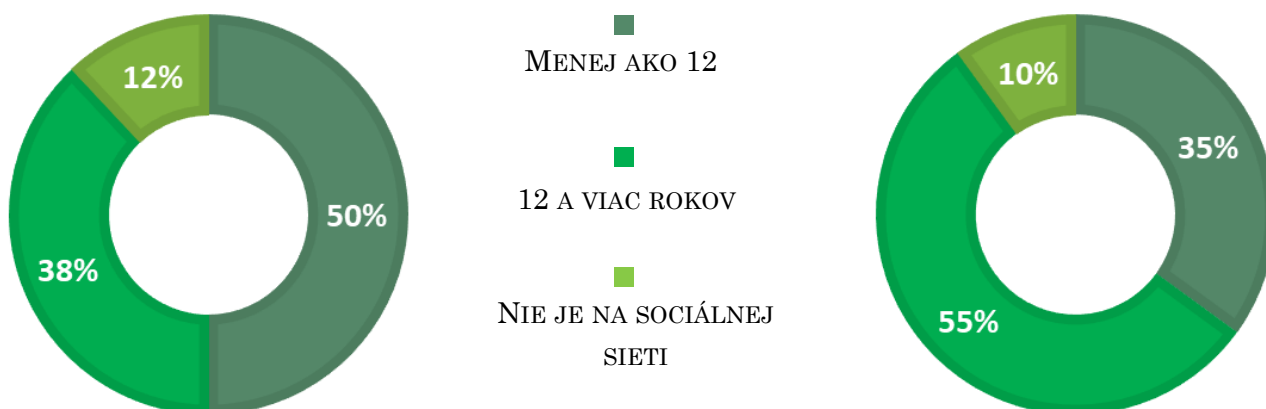 12%
50%
38%
MENEJ AKO 12
12 A VIAC ROKOV
NIE JE NA SOCIÁLNEJ
SIETI
10%
35%
55%